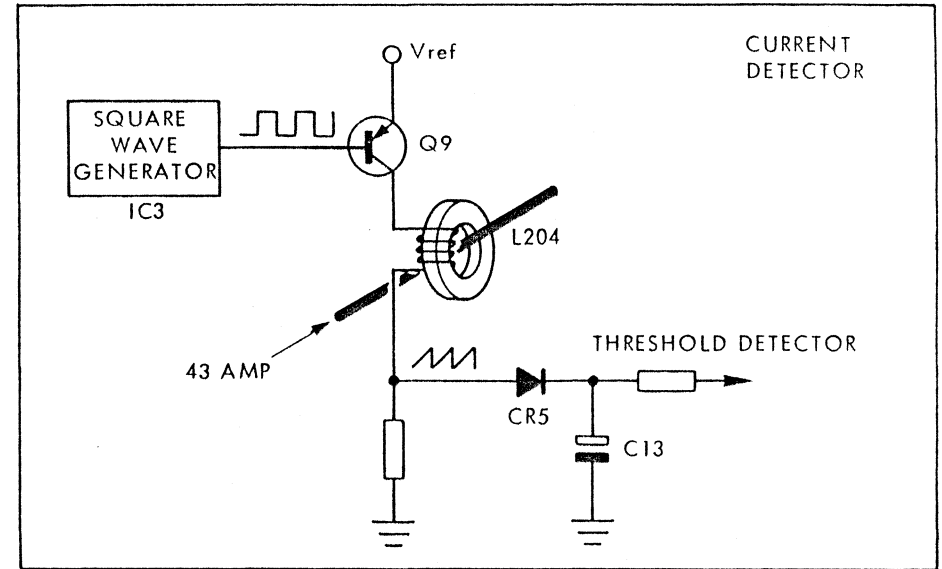 CURRENT
DETECTOR
Vref
SQUARE
WAVE
GENERATOR
IC3
Q9
L204
43 AMP
THRESHOLD DETECTOR
CR5
C13